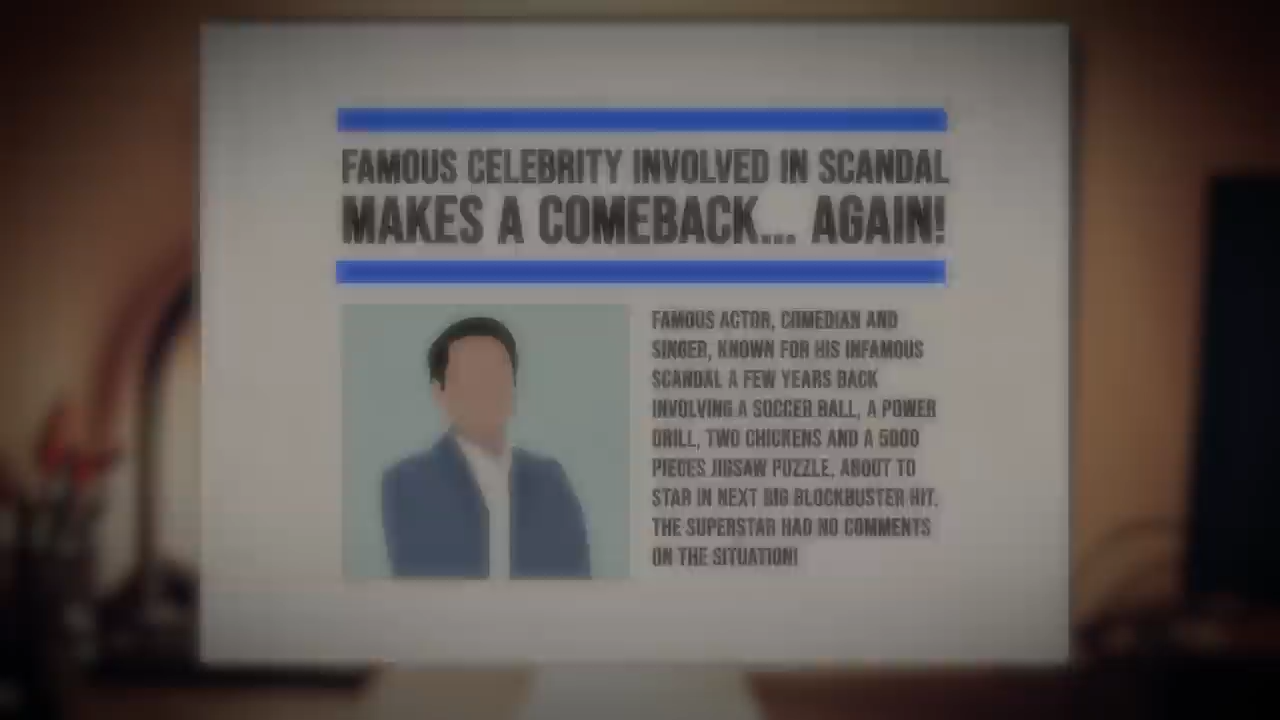 FAMOUS CELEBRITY INVOLVED IN SCANDAL
MAKES A COMEBACK... AGAIN!
FAMOUS ACTOR, COMEDIAN AND
SINGER, KNOWN FOR HIS INFAMOUS
SCANDAL A FEW YEARS BACK
INVOLVING A SOCCER BALL, A POWER
DRILL, TWO CHICKENS AND A 5000
PIECES JIGSAW PUZZLE, ABOUT TO
STAR IN NEXT BIG BLOCKBUSTER HIT.
THE SUPERSTAR HAD NO COMMENTS
ON THE SITUATION!